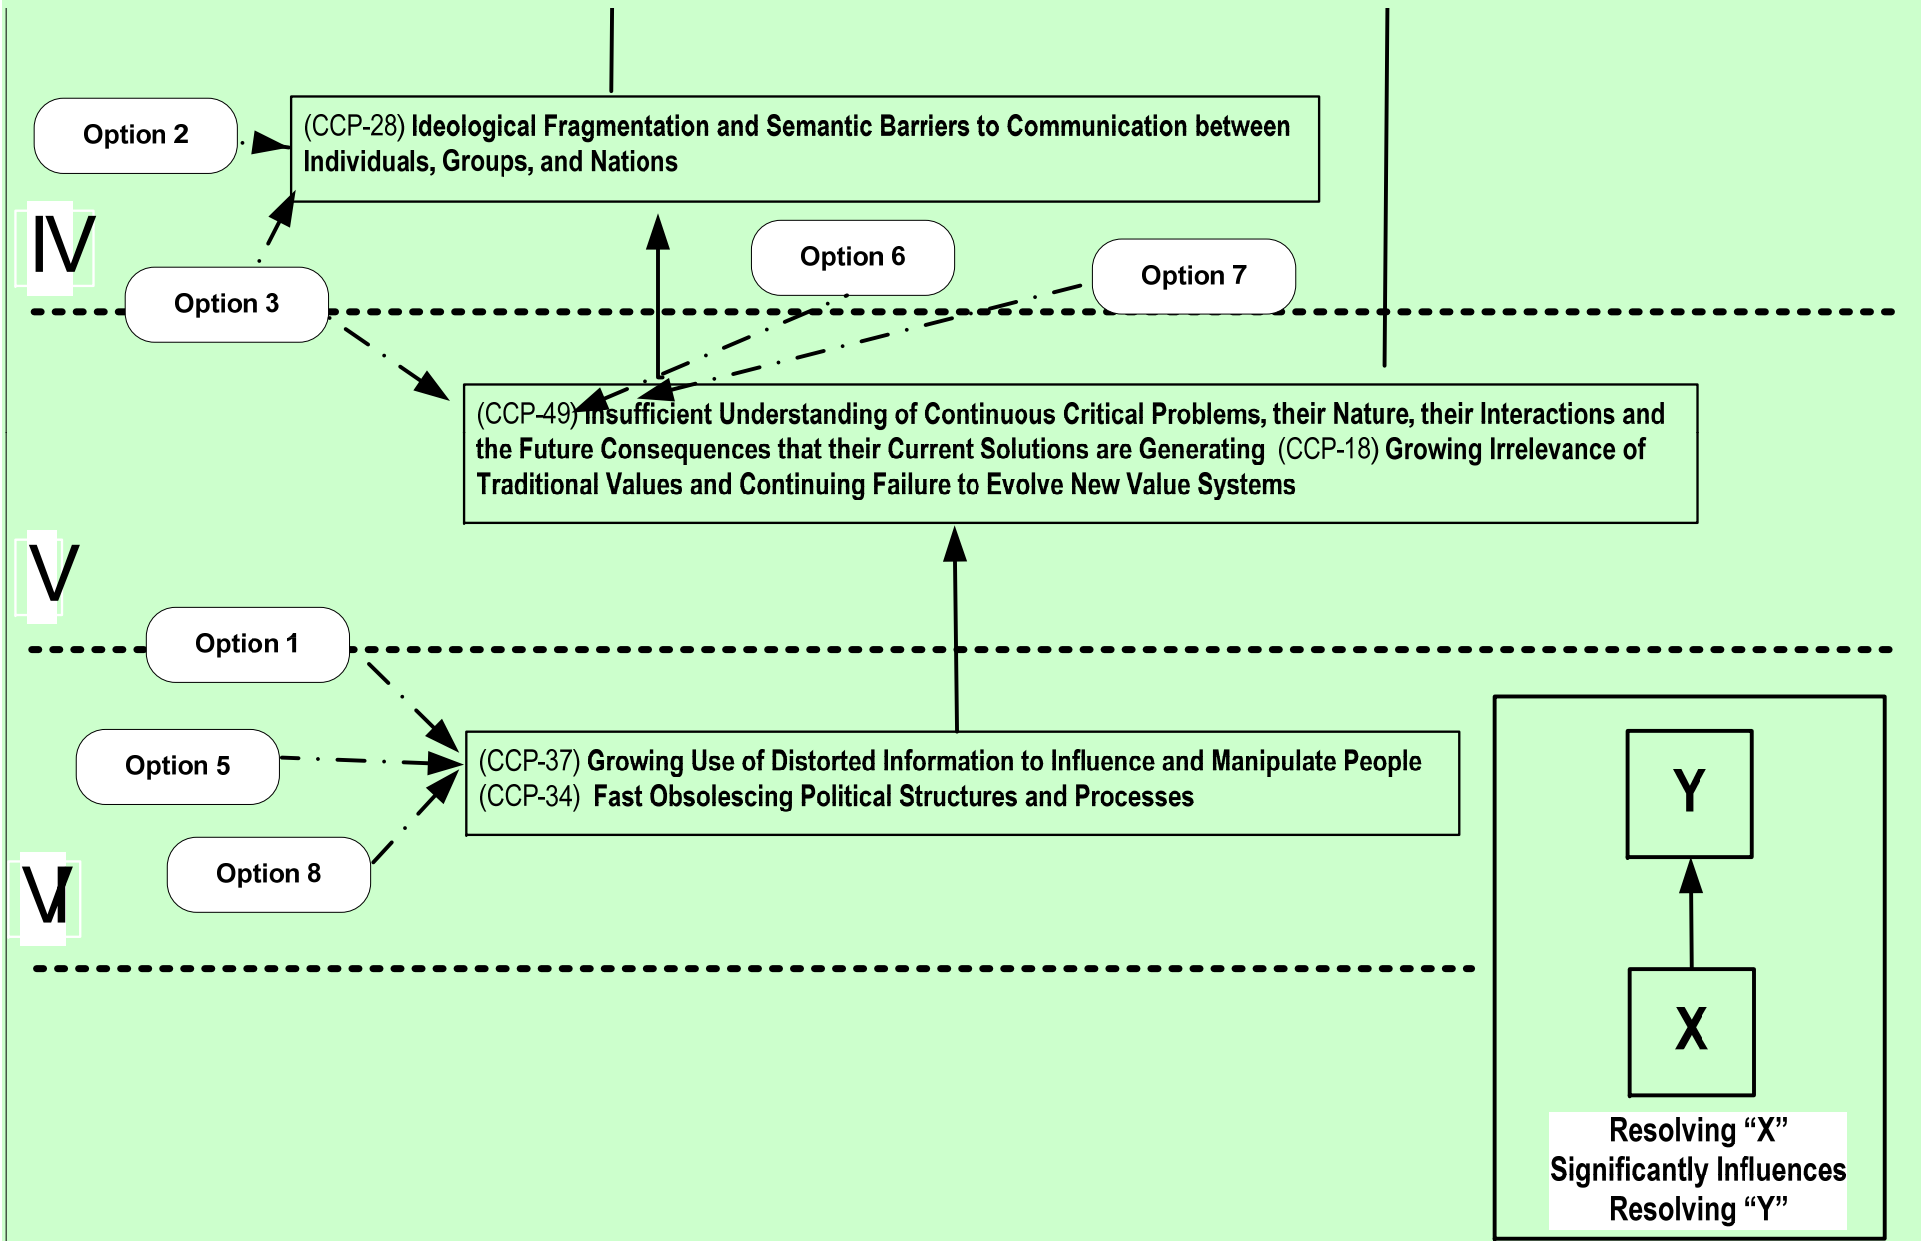 Option 2
(CCP-28) Ideological Fragmentation and Semantic Barriers to Communication between
Individuals, Groups, and Nations
IV
Option 6
Option 7
Option 3
(CCP-49) Insufficient Understanding of Continuous Critical Problems, their Nature, their Interactions and
the Future Consequences that their Current Solutions are Generating (CCP-18) Growing Irrelevance of
Traditional Values and Continuing Failure to Evolve New Value Systems
V
Option 1
Option 5
(CCP-37) Growing Use of Distorted Information to Influence and Manipulate People
(CCP-34) Fast Obsolescing Political Structures and Processes
Option 8
VI
Y
X
Resolving “X”
Significantly Influences
Resolving “Y”